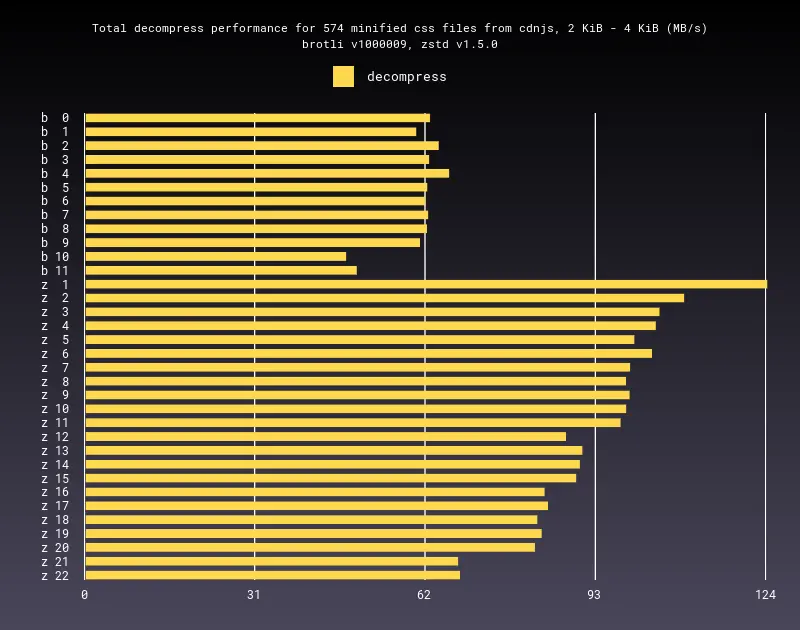 Total decompress performance for 574 minified css files from cdnjs, 2 KiB - 4 KiB (MB/s)
brotli v1000009, zstd v1.5.0
decompress
b 0
b 1
b 2
b 3
b 4
b 5
b 6
b 7
b 8
b 9
b 10
b 11
z 1
z 2
z 3
z 4
z 5
z 6
z 7
z 8
z 9
z 10
z 11
z 12
z 13
z 14
z 15
z 16
z 17
z 18
z 19
z 20
z 21
z 22
0 31 62 93 124